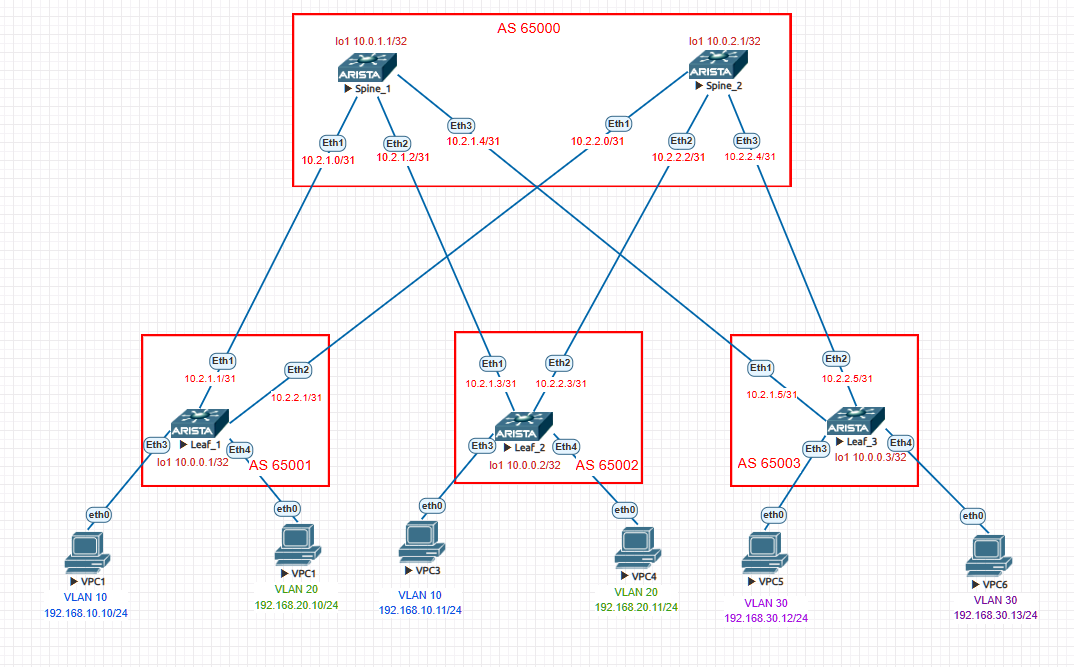 AS 65000
lo1 10.0.1.1/32
lo1 10.0.2.1/32
ARISTA
Spine_1
ARISTA
Spine_2
Eth1
10.2.1.0/31
Eth2
10.2.1.2/31
Eth3
10.2.1.4/31
Eth1
10.2.2.0/31
Eth2
10.2.2.2/31
Eth3
10.2.2.4/31
Eth1
10.2.1.1/31
Eth2
10.2.2.1/31
ARISTA
Leaf_1
Eth3
Eth4
lo1 10.0.0.1/32
AS 65001
Eth1
10.2.1.3/31
Eth2
10.2.2.3/31
ARISTA
Leaf_2
Eth3
Eth4
lo1 10.0.0.2/32
AS 65002
Eth1
10.2.1.5/31
Eth2
10.2.2.5/31
ARISTA
Leaf_3
Eth3
Eth4
lo1 10.0.0.3/32
AS 65003
eth0
VPC1
VLAN 10
192.168.10.10/24
eth0
VPC1
VLAN 20
192.168.20.10/24
eth0
VPC3
VLAN 10
192.168.10.11/24
eth0
VPC4
VLAN 20
192.168.20.11/24
eth0
VPC5
VLAN 30
192.168.30.12/24
eth0
VPC6
VLAN 30
192.168.30.13/24